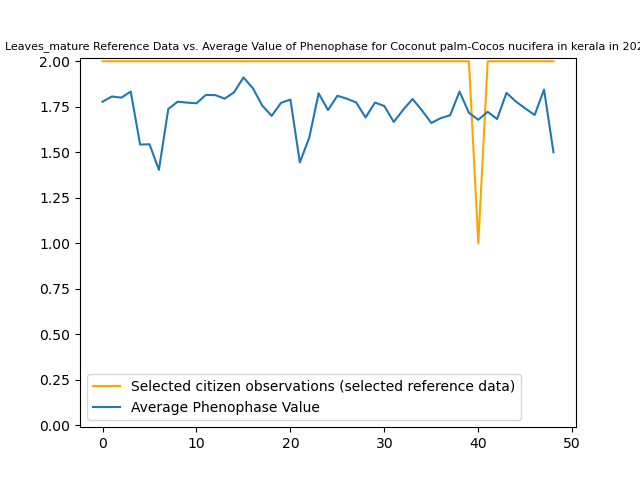 Leaves_mature Reference Data vs. Average Value of Phenophase for Coconut palm-Cocos nucifera in kerala in 202
2.00
1.75
1.50
1.25
1.00
0.75
0.50
0.25
0.00
Selected citizen observations (selected reference data)
Average Phenophase Value
0 10 20 30 40 50